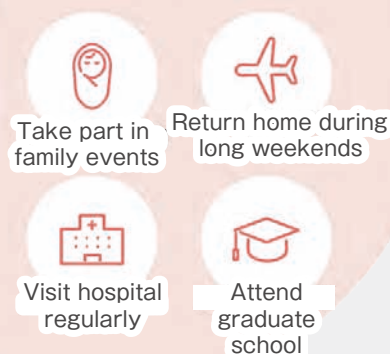 Take part in
family events
Return home during
long weekends
Visit hospital
regularly
Attend
graduate
school